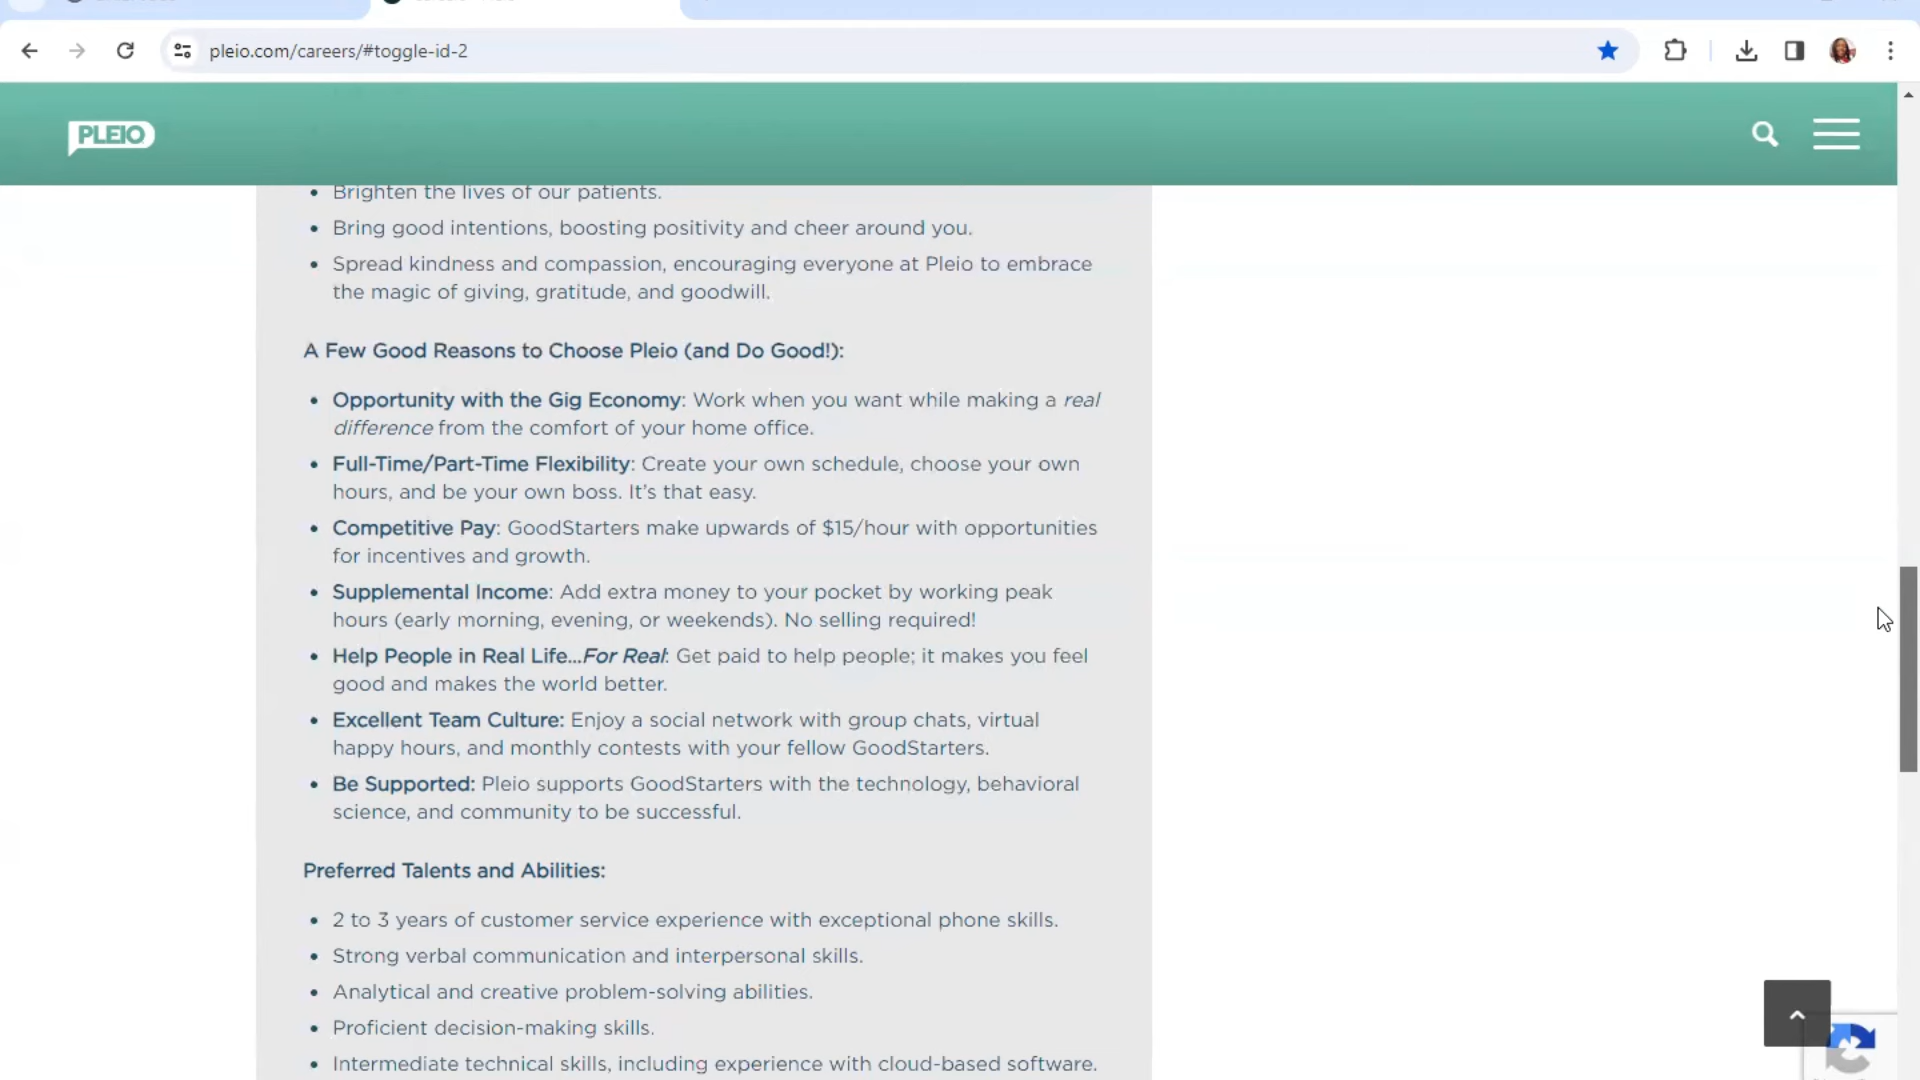 pleio.com/careers/#toggle-id-2
PLEIO
• Brighten the lives of our patients.
• Bring good intentions, boosting positivity and cheer around you.
• Spread kindness and compassion, encouraging everyone at Pleio to embrace
the magic of giving, gratitude, and goodwill.
A Few Good Reasons to Choose Pleio (and Do Good!):
• Opportunity with the Gig Economy: Work when you want while making a real
difference from the comfort of your home office.
• Full-Time/Part-Time Flexibility: Create your own schedule, choose your own
hours, and be your own boss. It's that easy.
• Competitive Pay: GoodStarters make upwards of $15/hour with opportunities
for incentives and growth.
• Supplemental Income: Add extra money to your pocket by working peak
hours (early morning, evening, or weekends). No selling required!
• Help People in Real Life...For Real: Get paid to help people; it makes you feel
good and makes the world better.
• Excellent Team Culture: Enjoy a social network with group chats, virtual
happy hours, and monthly contests with your fellow GoodStarters.
• Be Supported: Pleio supports GoodStarters with the technology, behavioral
science, and community to be successful.
Preferred Talents and Abilities:
• 2 to 3 years of customer service experience with exceptional phone skills.
• Strong verbal communication and interpersonal skills.
• Analytical and creative problem-solving abilities.
• Proficient decision-making skills.
• Intermediate technical skills, including experience with cloud-based software.